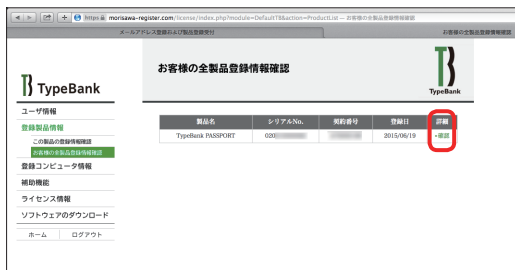 https morisawa-register.com/license/index.php?module=DefaultTB&action=ProductList — お客様の全製品登録情報確認
メールアドレス登録および製品登録受付
お客様の全製品登録情報確認
TypeBank
お客様の全製品登録情報確認
TypeBank
ユーザ情報
登録製品情報
この製品の登録情報確認
お客様の全製品登録情報確認
登録コンピュータ情報
補助機能
ライセンス情報
ソフトウェアのダウンロード
ホーム ログアウト
製品名 シリアルNo. 契約番号 登録日 詳細
TypeBank PASSPORT 020 2015/06/19 ▸確認